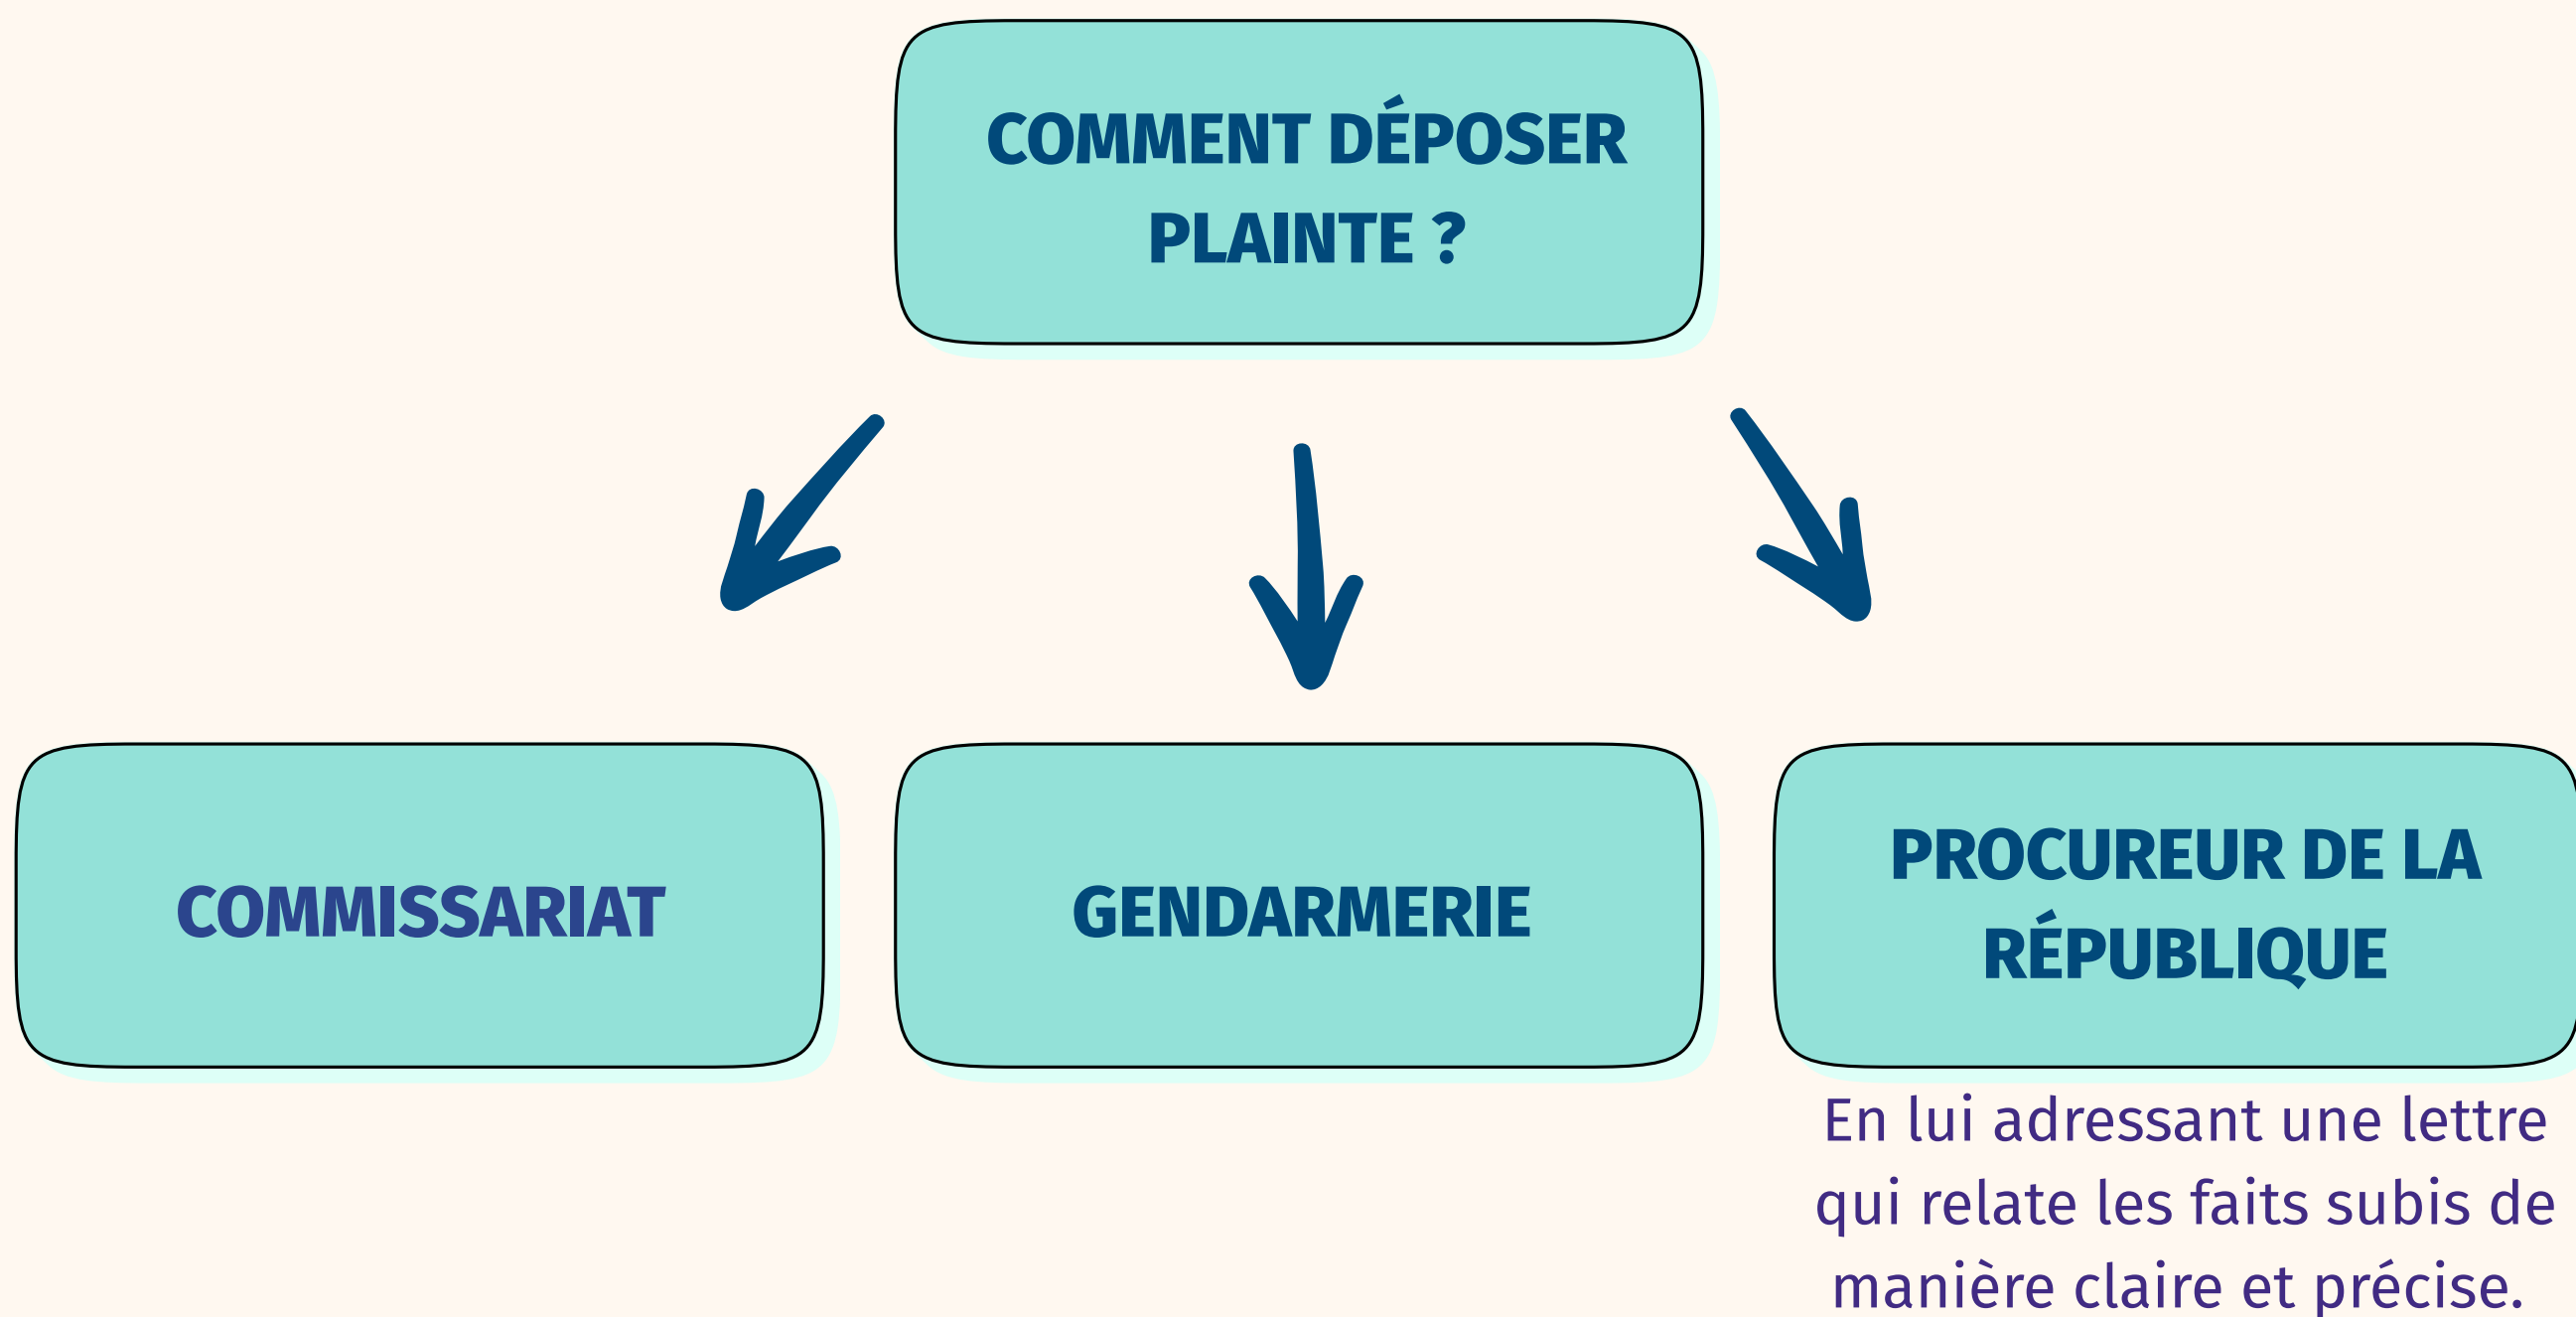 COMMENT DÉPOSER
PLAINTE ?
COMMISSARIAT
GENDARMERIE
PROCUREUR DE LA
RÉPUBLIQUE
En lui adressant une lettre
qui relate les faits subis de
manière claire et précise.